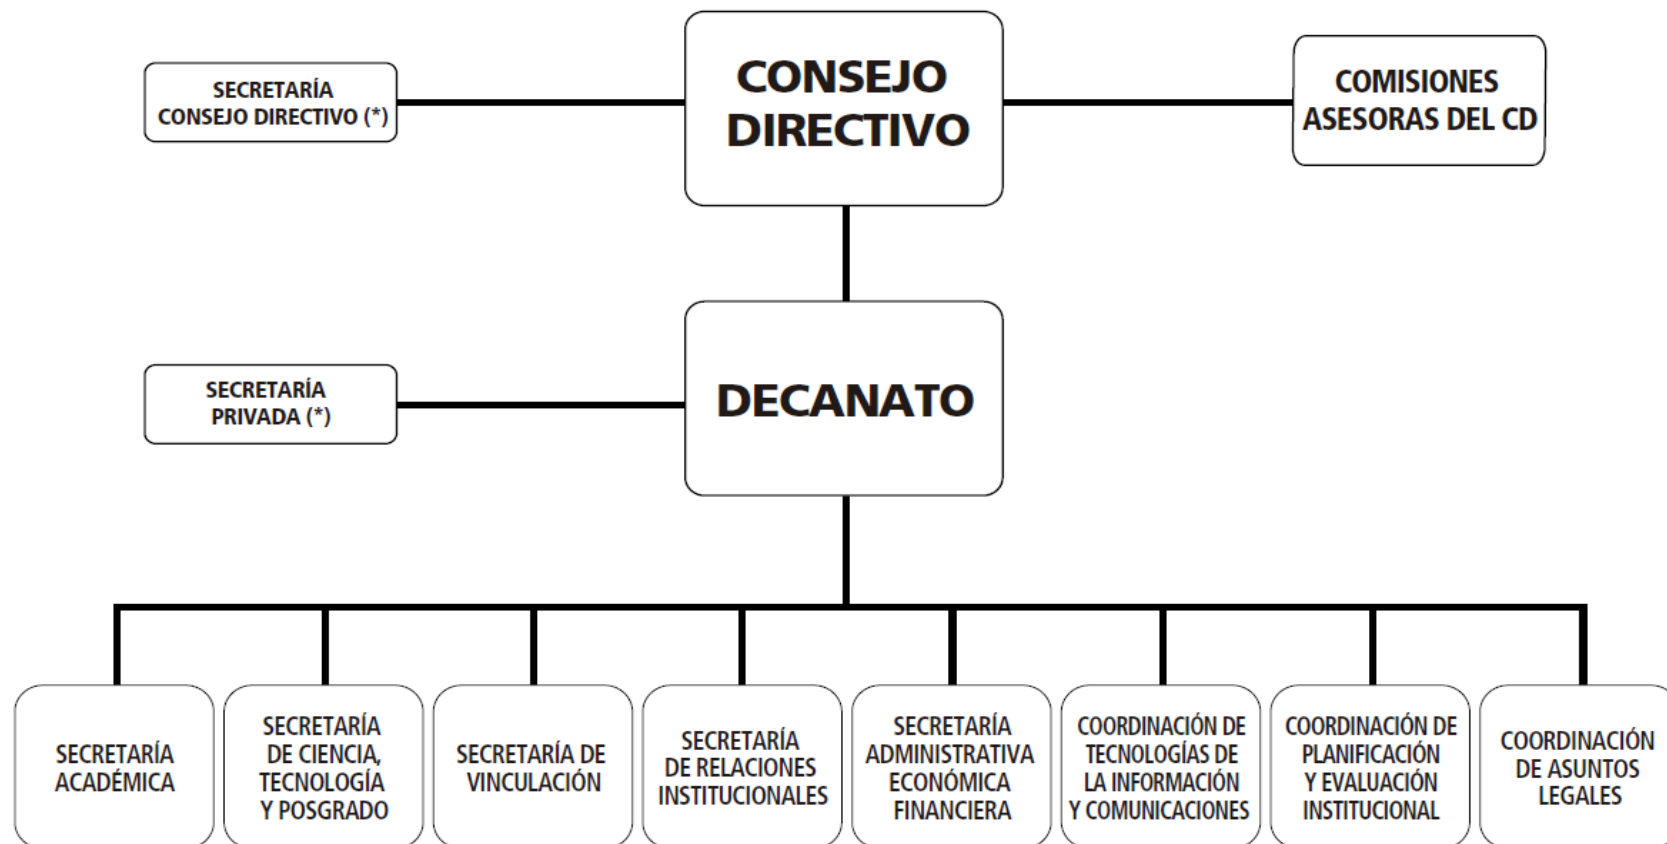 SECRETARÍA
CONSEJO DIRECTIVO (*)
CONSEJO
DIRECTIVO
COMISIONES
ASESORAS DEL CD
SECRETARÍA
PRIVADA (*)
DECANATO
SECRETARÍA
ACADÉMICA
SECRETARÍA
DE CIENCIA,
TECNOLOGÍA
Y POSGRADO
SECRETARÍA DE
VINCULACIÓN
SECRETARÍA
DE RELACIONES
INSTITUCIONALES
SECRETARÍA
ADMINISTRATIVA
ECONÓMICA
FINANCIERA
COORDINACIÓN DE
TECNOLOGÍAS DE
LA INFORMACIÓN
Y COMUNICACIONES
COORDINACIÓN DE
PLANIFICACIÓN
Y EVALUACIÓN
INSTITUCIONAL
COORDINACIÓN
DE ASUNTOS
LEGALES